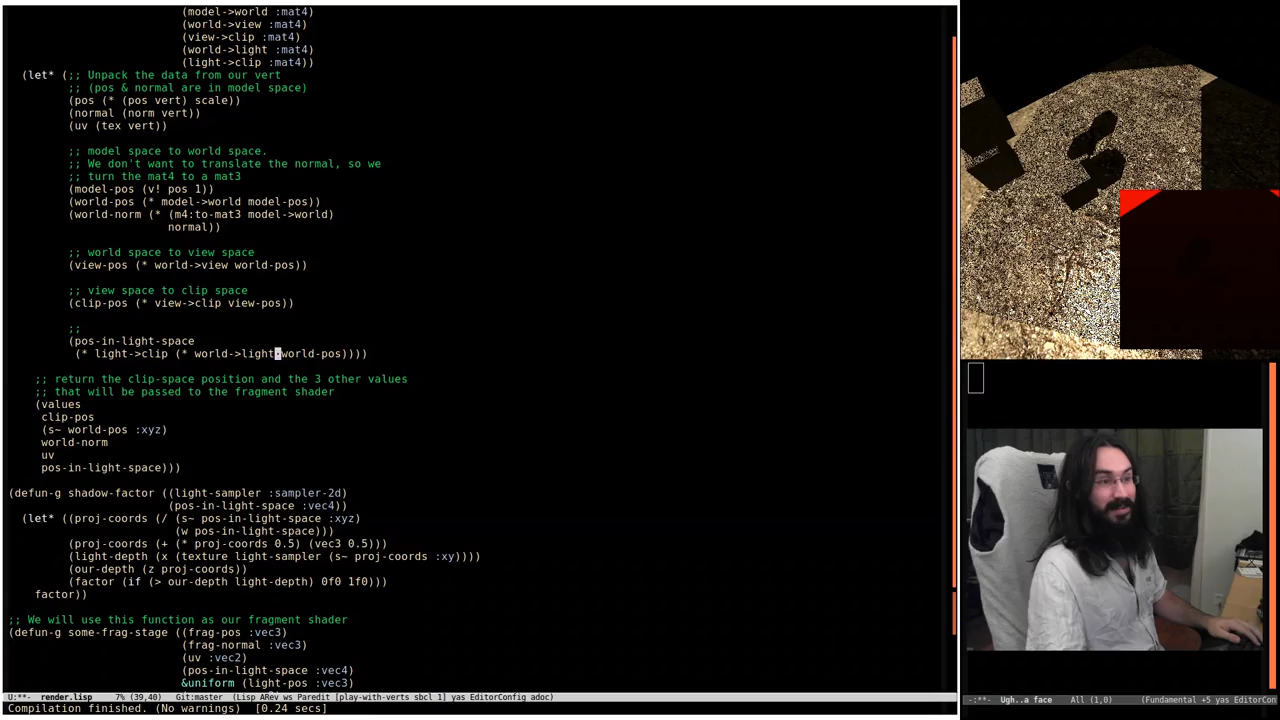 (model->world :mat4)
(world->view :mat4)
(view->clip :mat4)
(world->light :mat4)
(light->clip :mat4))
(let* (;; Unpack the data from our vert
;; (pos & normal are in model space)
(pos (* (pos vert) scale))
(normal (norm vert))
(uv (tex vert))
;; model space to world space.
;; We don't want to translate the normal, so we
;; turn the mat4 to a mat3
(model-pos (v! pos 1))
(world-pos (* model->world model-pos))
(world-norm (* (m4:to-mat3 model->world)
normal))
;; world space to view space
(view-pos (* world->view world-pos))
;; view space to clip space
(clip-pos (* view->clip view-pos))
;;
(pos-in-light-space
(* light->clip (* world->light world-pos))))
;; return the clip-space position and the 3 other values
;; that will be passed to the fragment shader
(values
clip-pos
(s~ world-pos :xyz)
world-norm
uv
pos-in-light-space)))
(defun-g shadow-factor ((light-sampler :sampler-2d)
(pos-in-light-space :vec4))
(let* ((proj-coords (/ (s~ pos-in-light-space :xyz)
(w pos-in-light-space)))
(proj-coords (+ (* proj-coords 0.5) (vec3 0.5)))
(light-depth (x (texture light-sampler (s~ proj-coords :xy))))
(our-depth (z proj-coords))
(factor (if (> our-depth light-depth) 0f0 1f0)))
factor))
;; We will use this function as our fragment shader
(defun-g some-frag-stage ((frag-pos :vec3)
(frag-normal :vec3)
(uv :vec2)
(pos-in-light-space :vec4)
&uniform (light-pos :vec3)
U:**-  render.lisp    7% (39,40)   Git:master  (Lisp ARev ws Paredit [play-with-verts sbcl 1] yas EditorConfig adoc)
Compilation finished. (No warnings)  [0.24 secs]
-:**-  Ugh..a face    All (1,0)    (Fundamental +5 yas EditorCon